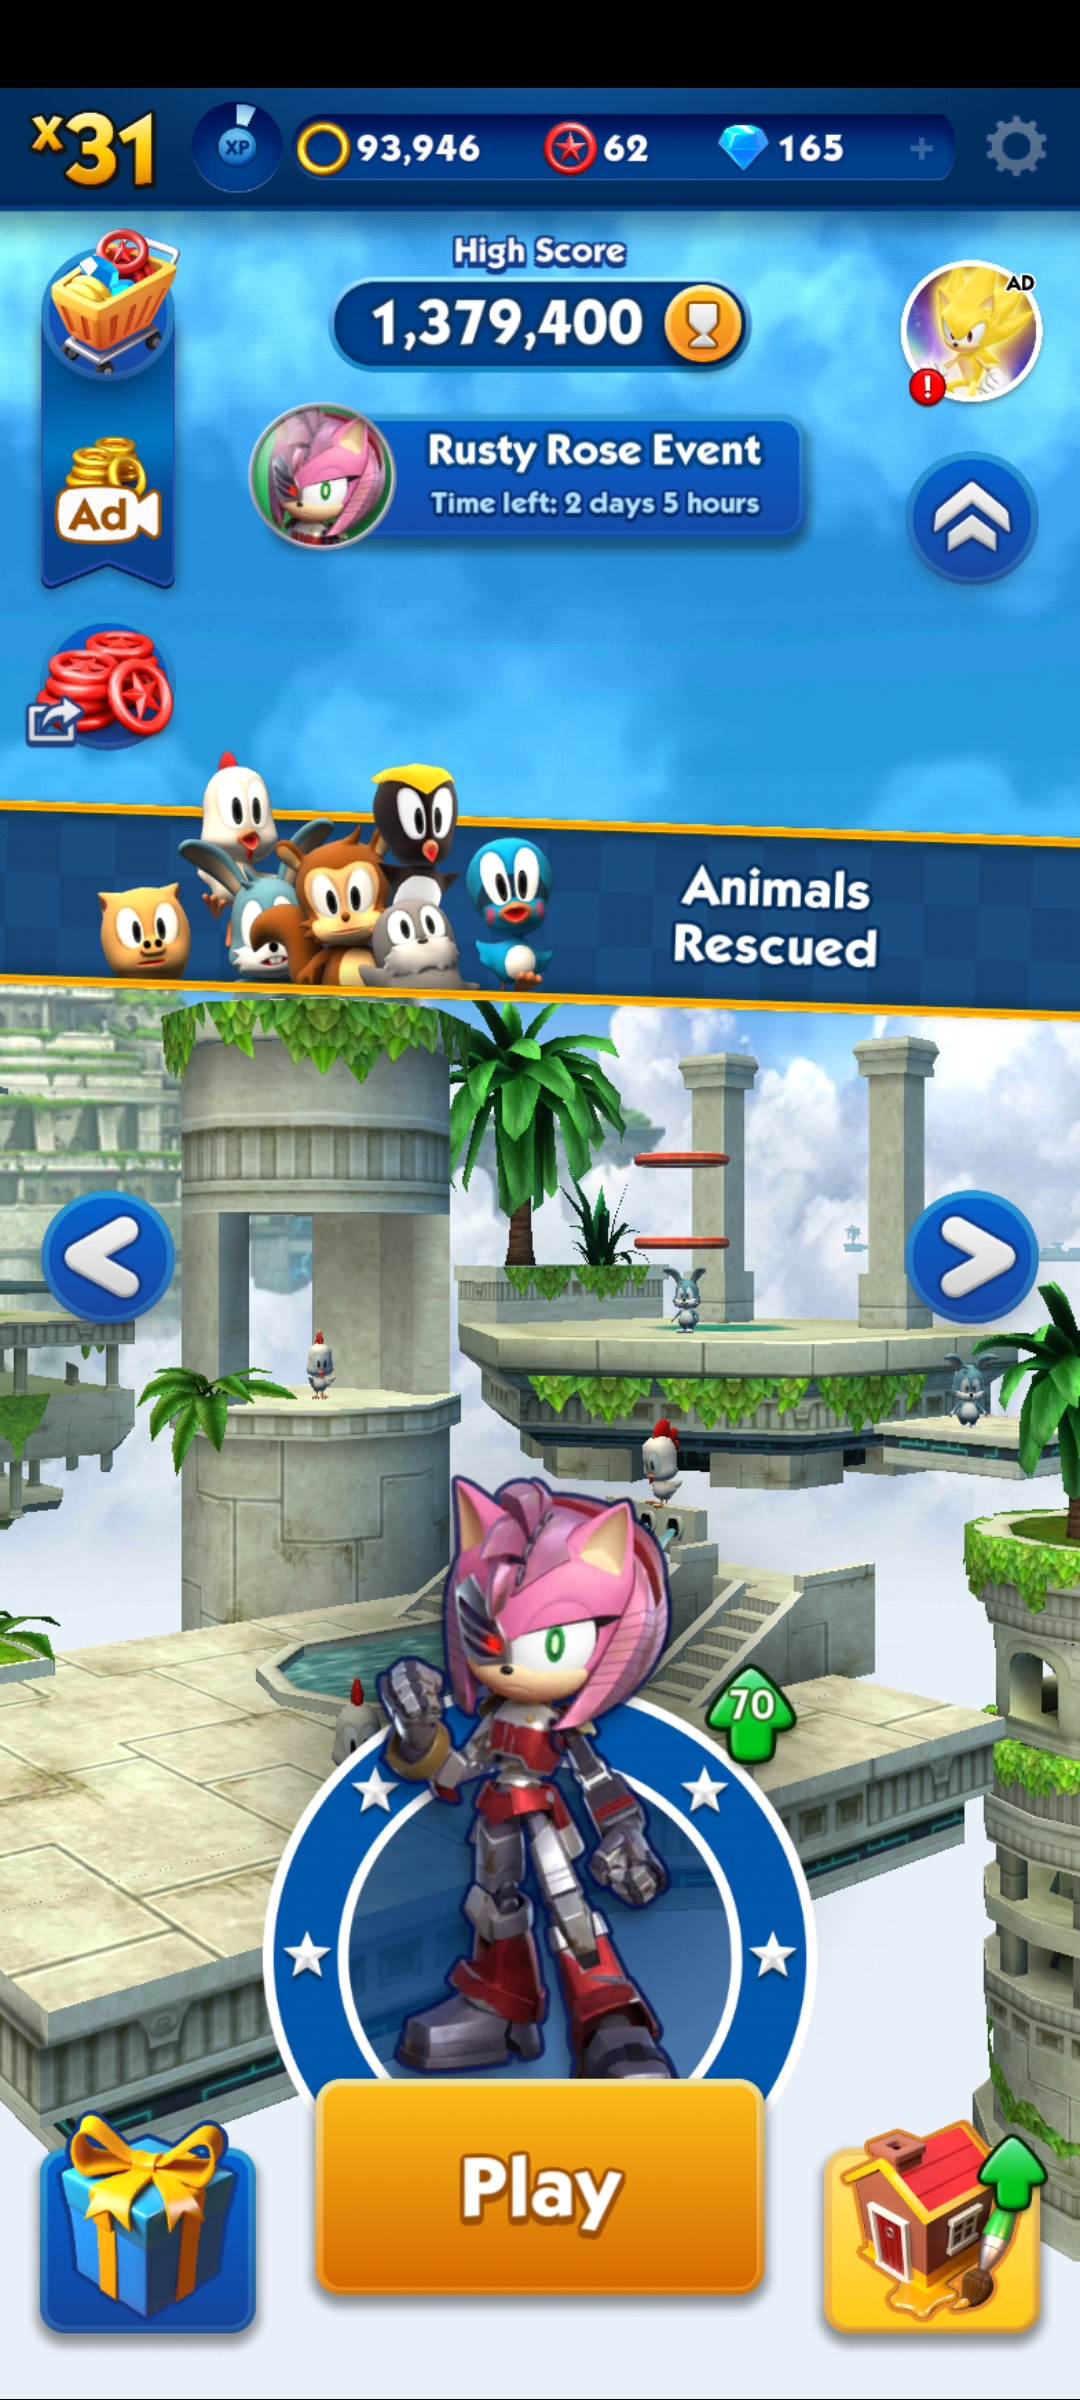 x31
XP
93,946
62
165
+
High Score
1,379,400
AD
!
Rusty Rose Event
Time left: 2 days 5 hours
Ad
Animals
Rescued
70
Play